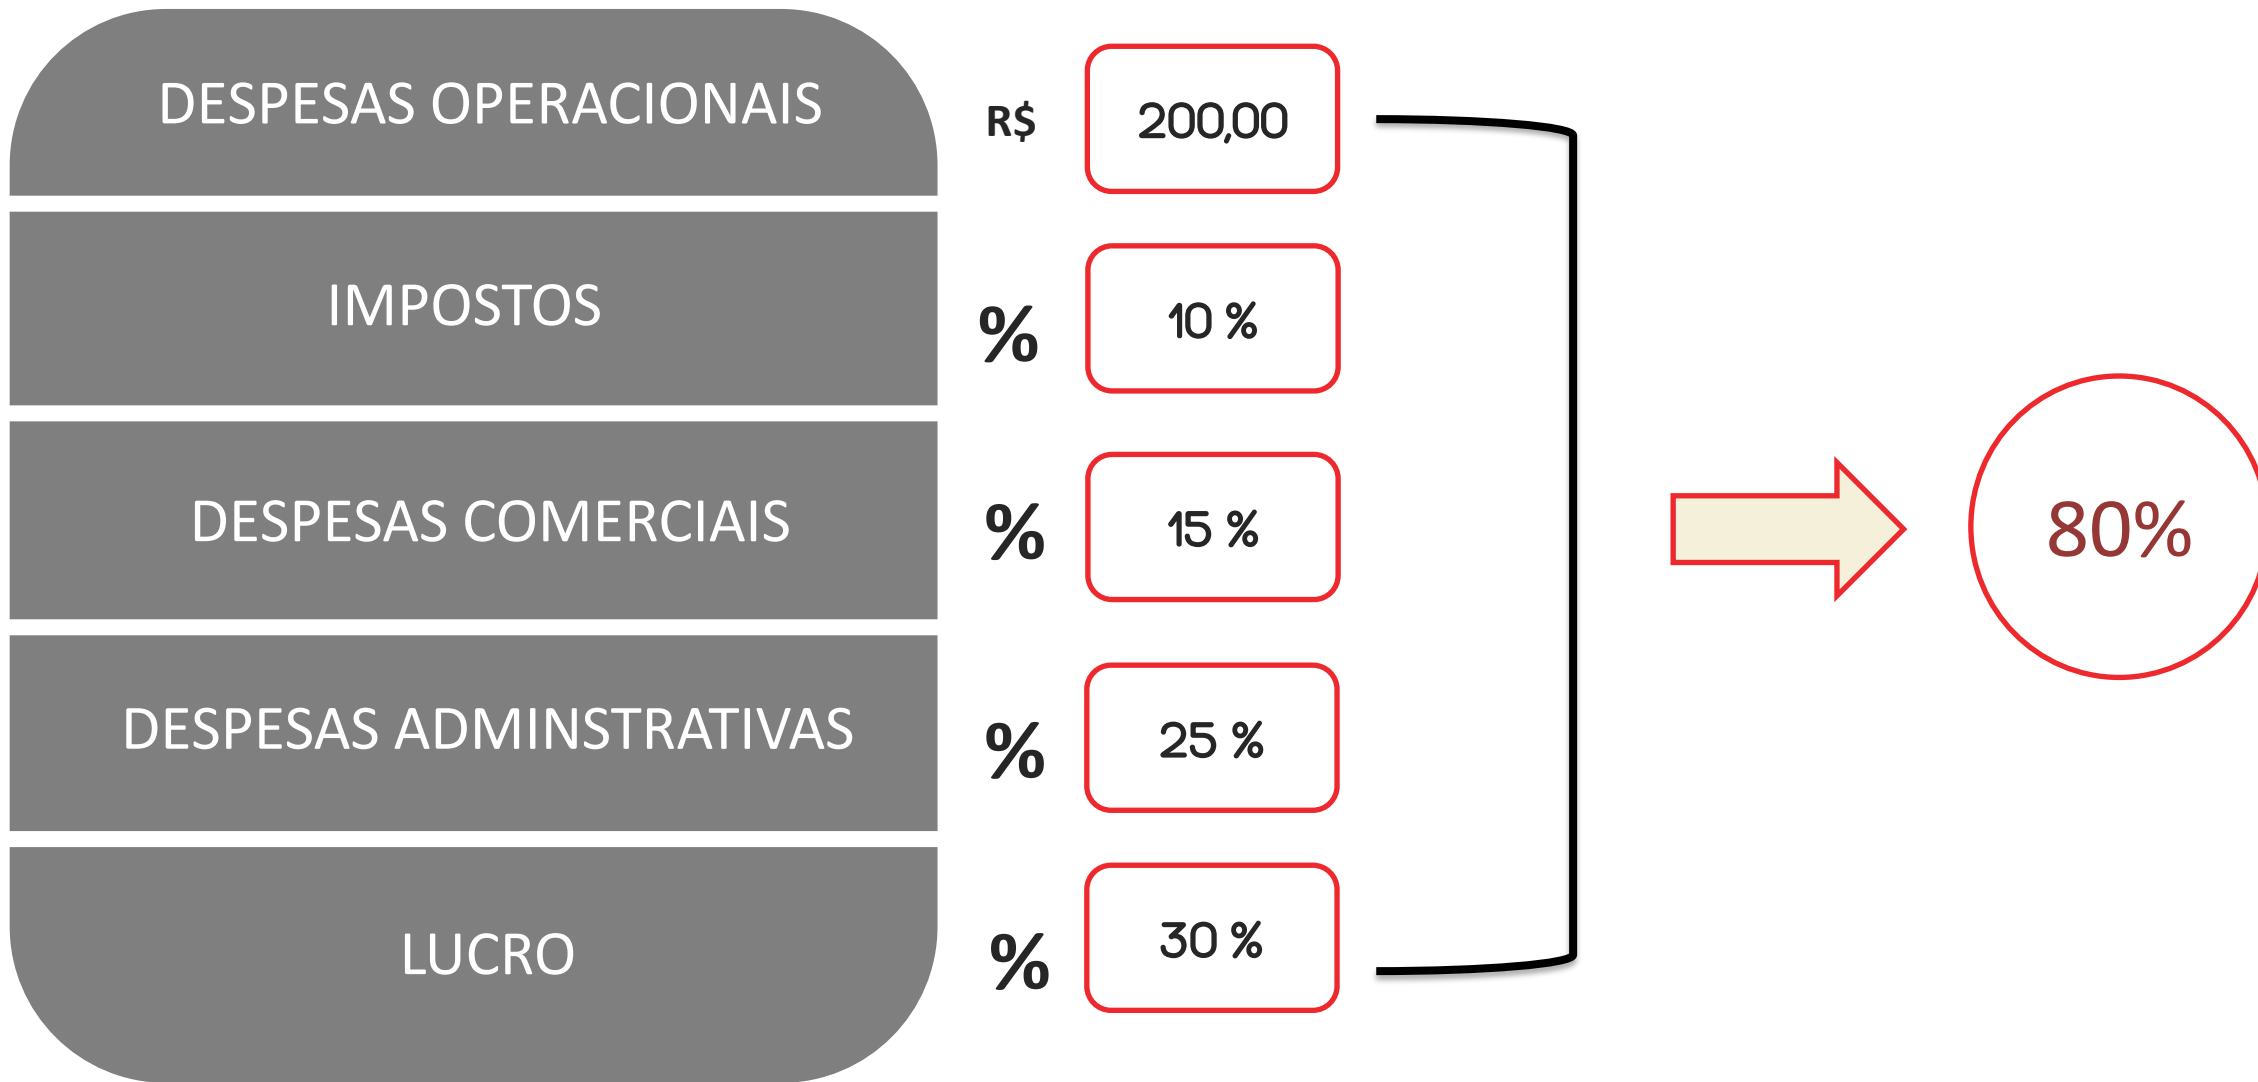 DESPESAS OPERACIONAIS R$ 200,00
IMPOSTOS % 10 %
DESPESAS COMERCIAIS % 15 %
80%
DESPESAS ADMINSTRATIVAS % 25 %
LUCRO % 30 %